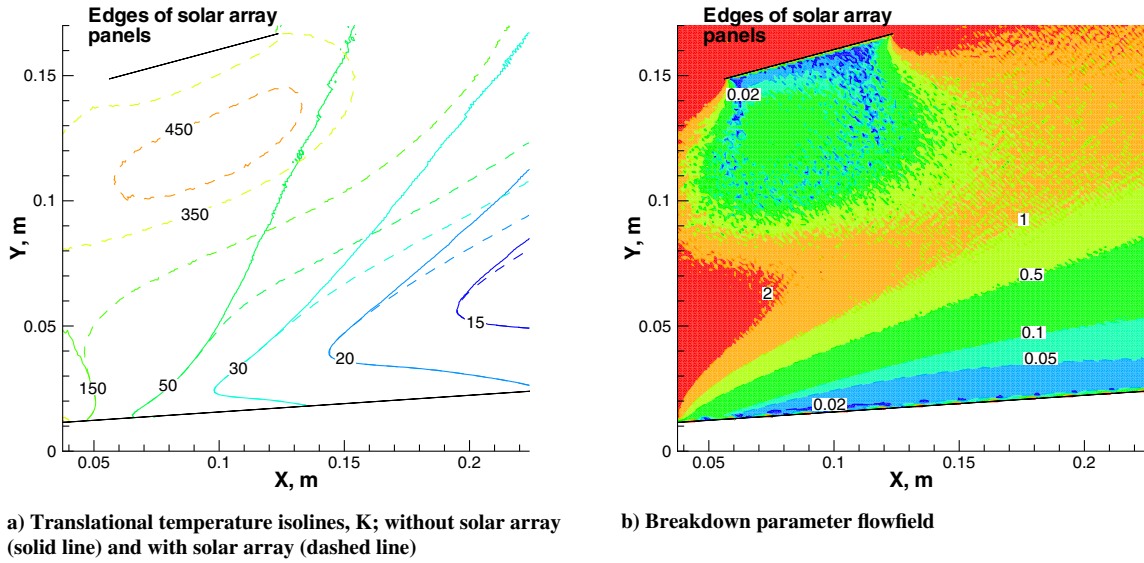 Edges of solar array
panels
0.15
0.1
0.05
0
Y, m
450
350
150
50
30
20
15
0.05
0.1
0.15
0.2
X, m
a) Translational temperature isolines, K; without solar array
(solid line) and with solar array (dashed line)
Edges of solar array
panels
0.15
0.1
0.05
0
Y, m
0.02
1
0.5
2
0.1
0.05
0.02
0.05
0.1
0.15
0.2
X, m
b) Breakdown parameter flowfield